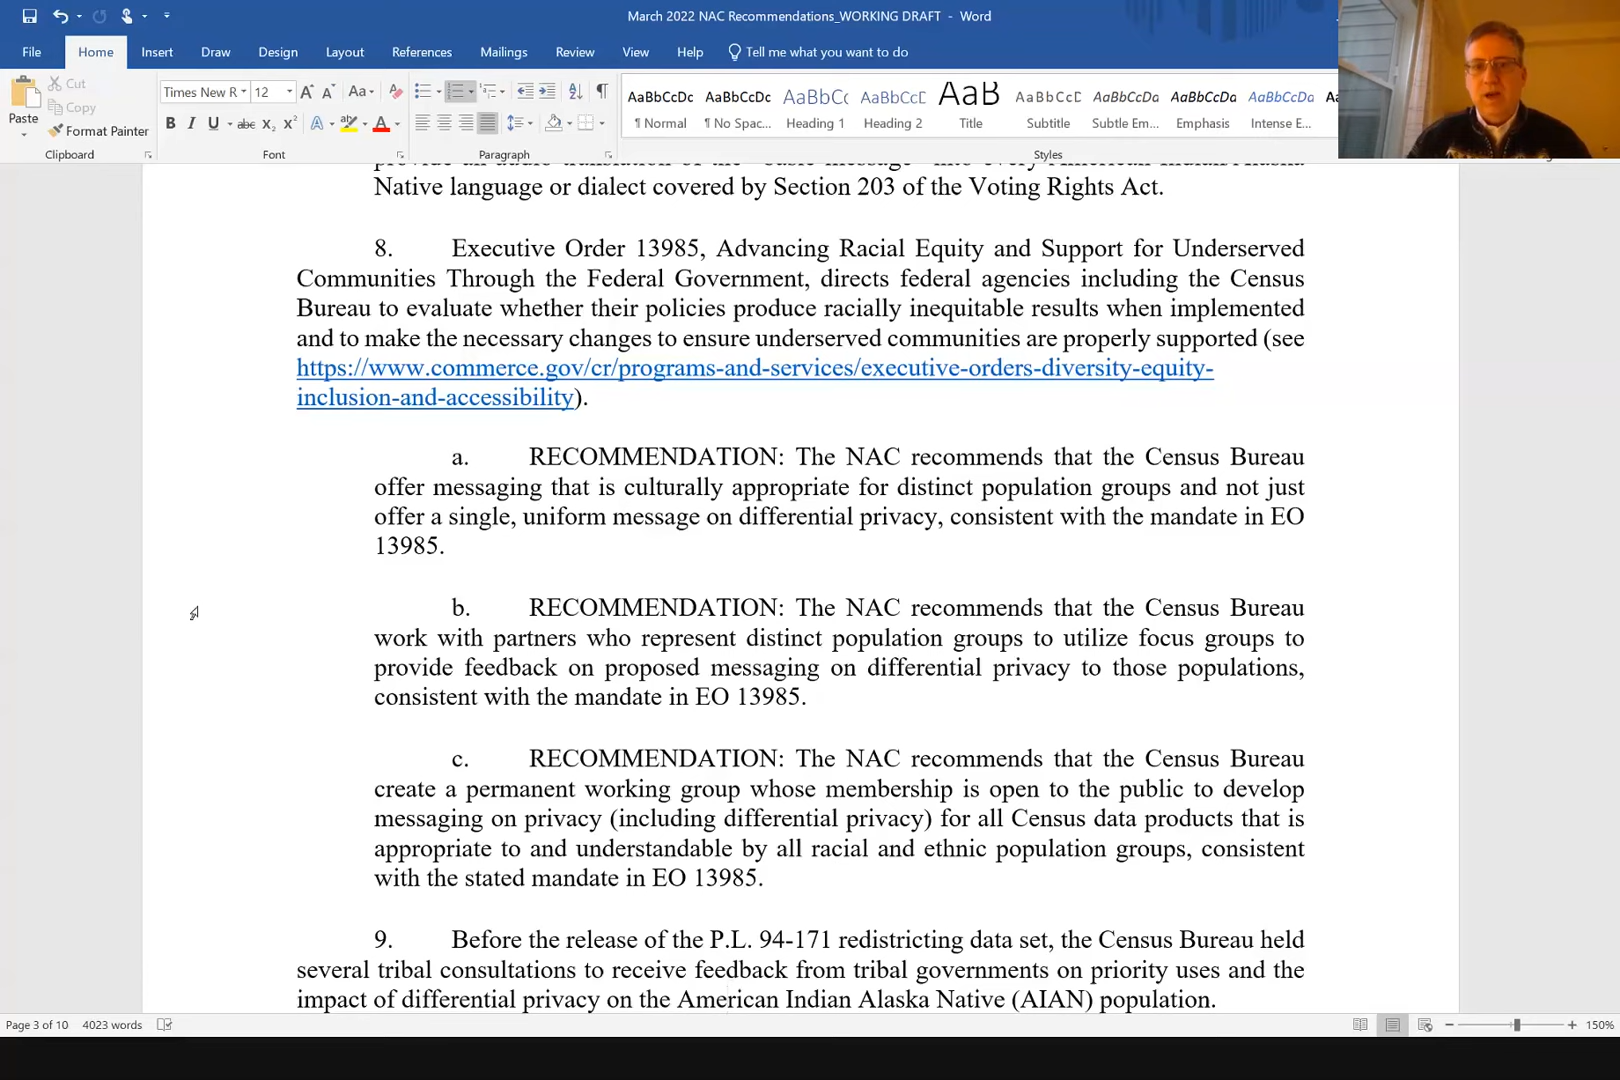 March 2022 NAC Recommendations_WORKING DRAFT - Word
File Home Insert Draw Design Layout References Mailings Review View Help Tell me what you want to do
Cut
Copy
Paste
Format Painter
Times New R 12
AaBbCcDc AaBbCcDc AaBbCc AaBbCcD AaB AaBbCcD AaBbCcDa AaBbCcDa AaBbCcDa
¶ Normal ¶ No Spac... Heading 1 Heading 2 Title Subtitle Subtle Em... Emphasis Intense E...
Clipboard Font Paragraph Styles
Native language or dialect covered by Section 203 of the Voting Rights Act.
8. Executive Order 13985, Advancing Racial Equity and Support for Underserved
Communities Through the Federal Government, directs federal agencies including the Census
Bureau to evaluate whether their policies produce racially inequitable results when implemented
and to make the necessary changes to ensure underserved communities are properly supported (see
https://www.commerce.gov/cr/programs-and-services/executive-orders-diversity-equity-
inclusion-and-accessibility).
a. RECOMMENDATION: The NAC recommends that the Census Bureau
offer messaging that is culturally appropriate for distinct population groups and not just
offer a single, uniform message on differential privacy, consistent with the mandate in EO
13985.
b. RECOMMENDATION: The NAC recommends that the Census Bureau
work with partners who represent distinct population groups to utilize focus groups to
provide feedback on proposed messaging on differential privacy to those populations,
consistent with the mandate in EO 13985.
c. RECOMMENDATION: The NAC recommends that the Census Bureau
create a permanent working group whose membership is open to the public to develop
messaging on privacy (including differential privacy) for all Census data products that is
appropriate to and understandable by all racial and ethnic population groups, consistent
with the stated mandate in EO 13985.
9. Before the release of the P.L. 94-171 redistricting data set, the Census Bureau held
several tribal consultations to receive feedback from tribal governments on priority uses and the
impact of differential privacy on the American Indian Alaska Native (AIAN) population.
Page 3 of 10 4023 words 150%